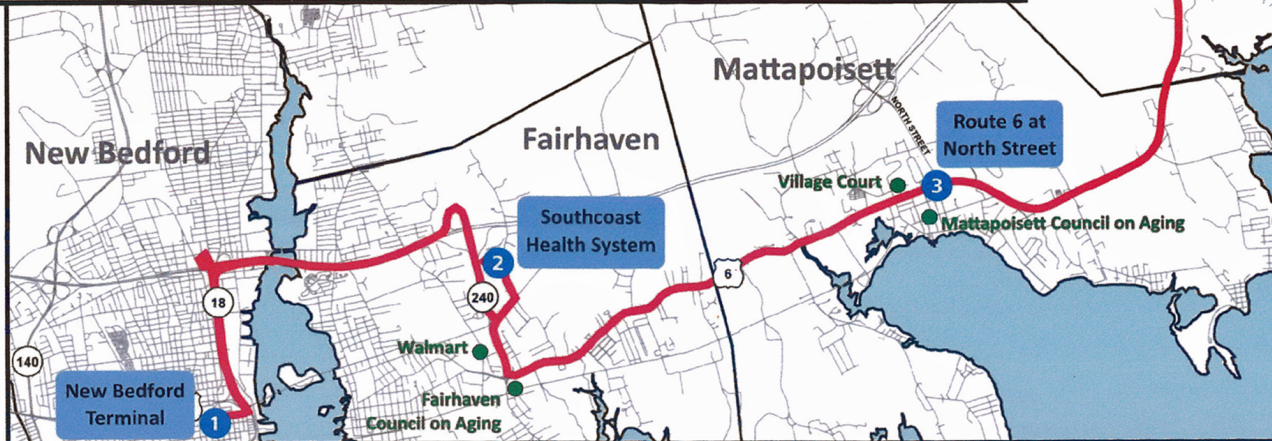 Mattapoisett
NORTH STREET
Route 6 at
North Street
New Bedford
Fairhaven
Village Court
3
Mattapoisett Council on Aging
Southcoast
Health System
2
6
18
240
Walmart
140
New Bedford
Terminal
1
Fairhaven
Council on Aging